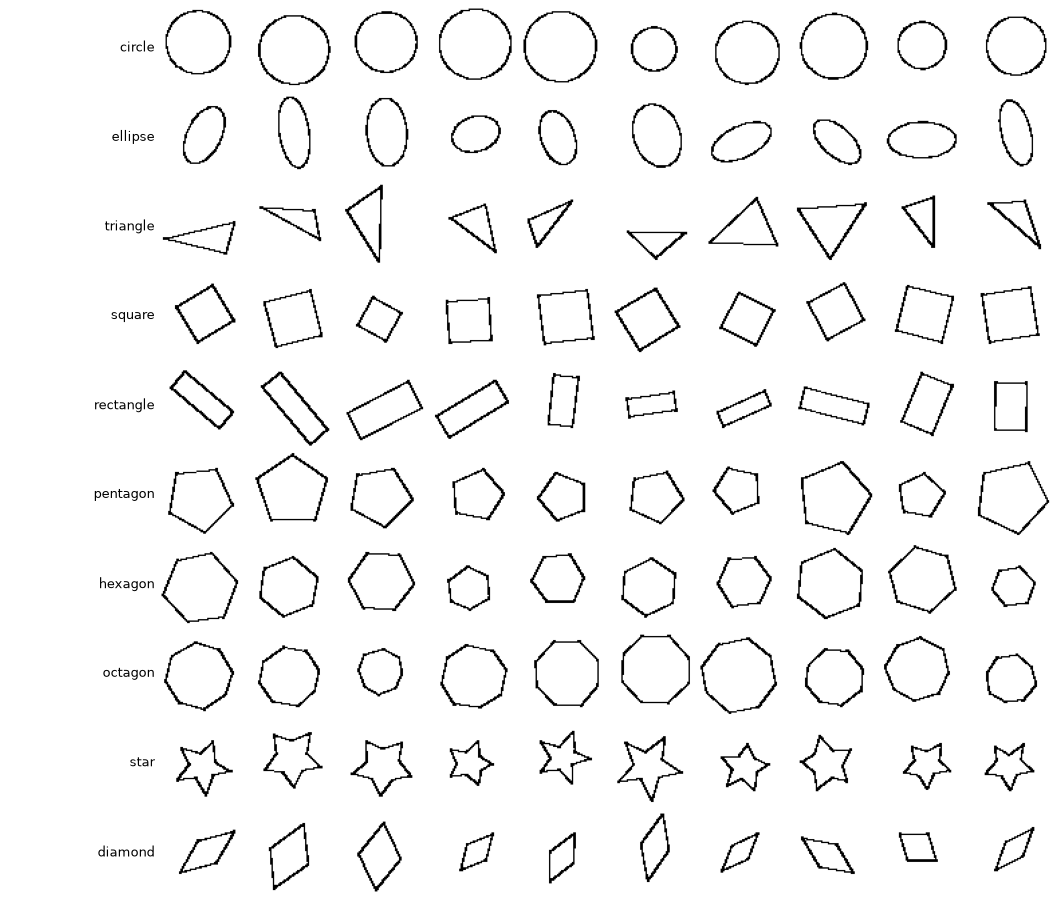 circle
ellipse
triangle
square
rectangle
pentagon
hexagon
octagon
star
diamond